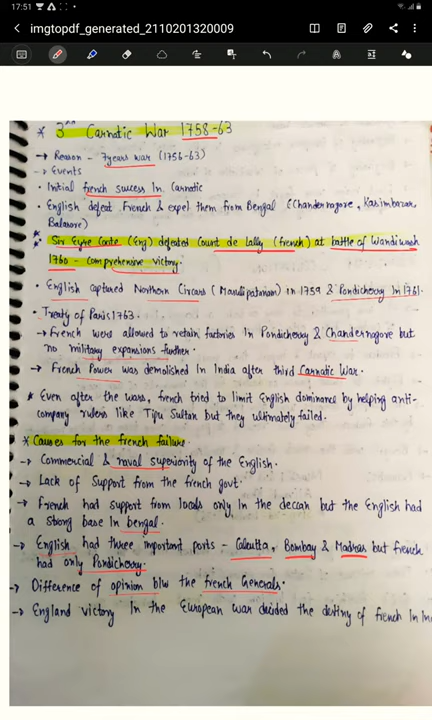 17:51
imgtopdf_generated_2110201320009
* 3rd Carnatic War 1758-63
→ Reason - 7years war (1756-63)
→ Events
• Initial french success in Carnatic
• English defeat French & expel them from Bengal (Chandernagore, Kasimbazar,
Balasore)
* Sir Eyre Coote (Eng) defeated Count de Lally (french) at battle of Wandiwash
1760 - Comprehensive victory.
• English captured Northern Circars (Masulipatnam) in 1759 & Pondicherry in 1761.
• Treaty of Paris 1763.
→ French were allowed to retain factories in Pondicherry & Chandernagore but
no military expansions further.
→ French Power was demolished in India after third Carnatic War.
* Even after the wars, french tried to limit English dominance by helping anti-
company rulers like Tipu Sultan but they ultimately failed.
* Causes for the french failure
→ Commercial & naval superiority of the English.
→ Lack of Support from the french govt.
→ French had support from locals only in the deccan but the English had
a strong base in bengal.
→ English had three important ports - Calcutta, Bombay & Madras but french
had only Pondicherry.
→ Difference of opinion b/w the french Generals.
→ England victory in the European war decided the destiny of french in In